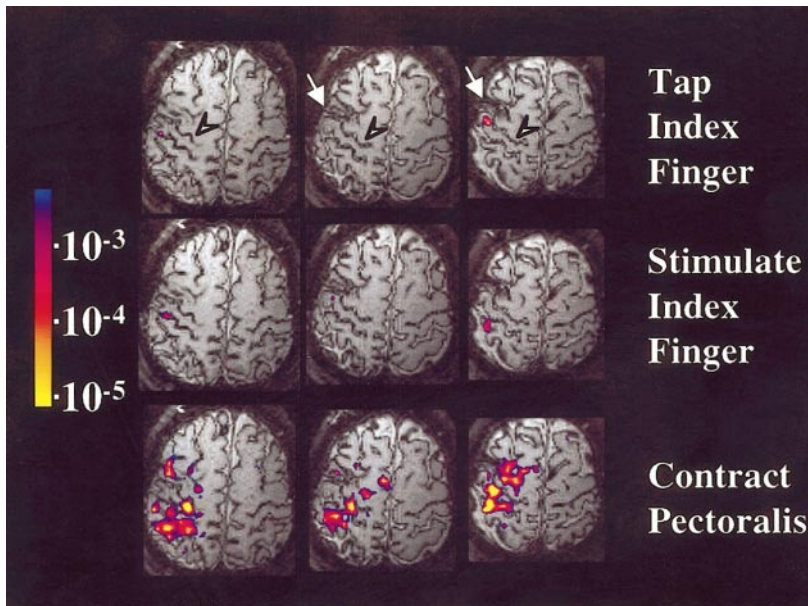 Tap
Index
Finger
·10-3
·10-4
·10-5
Stimulate
Index
Finger
Contract
Pectoralis